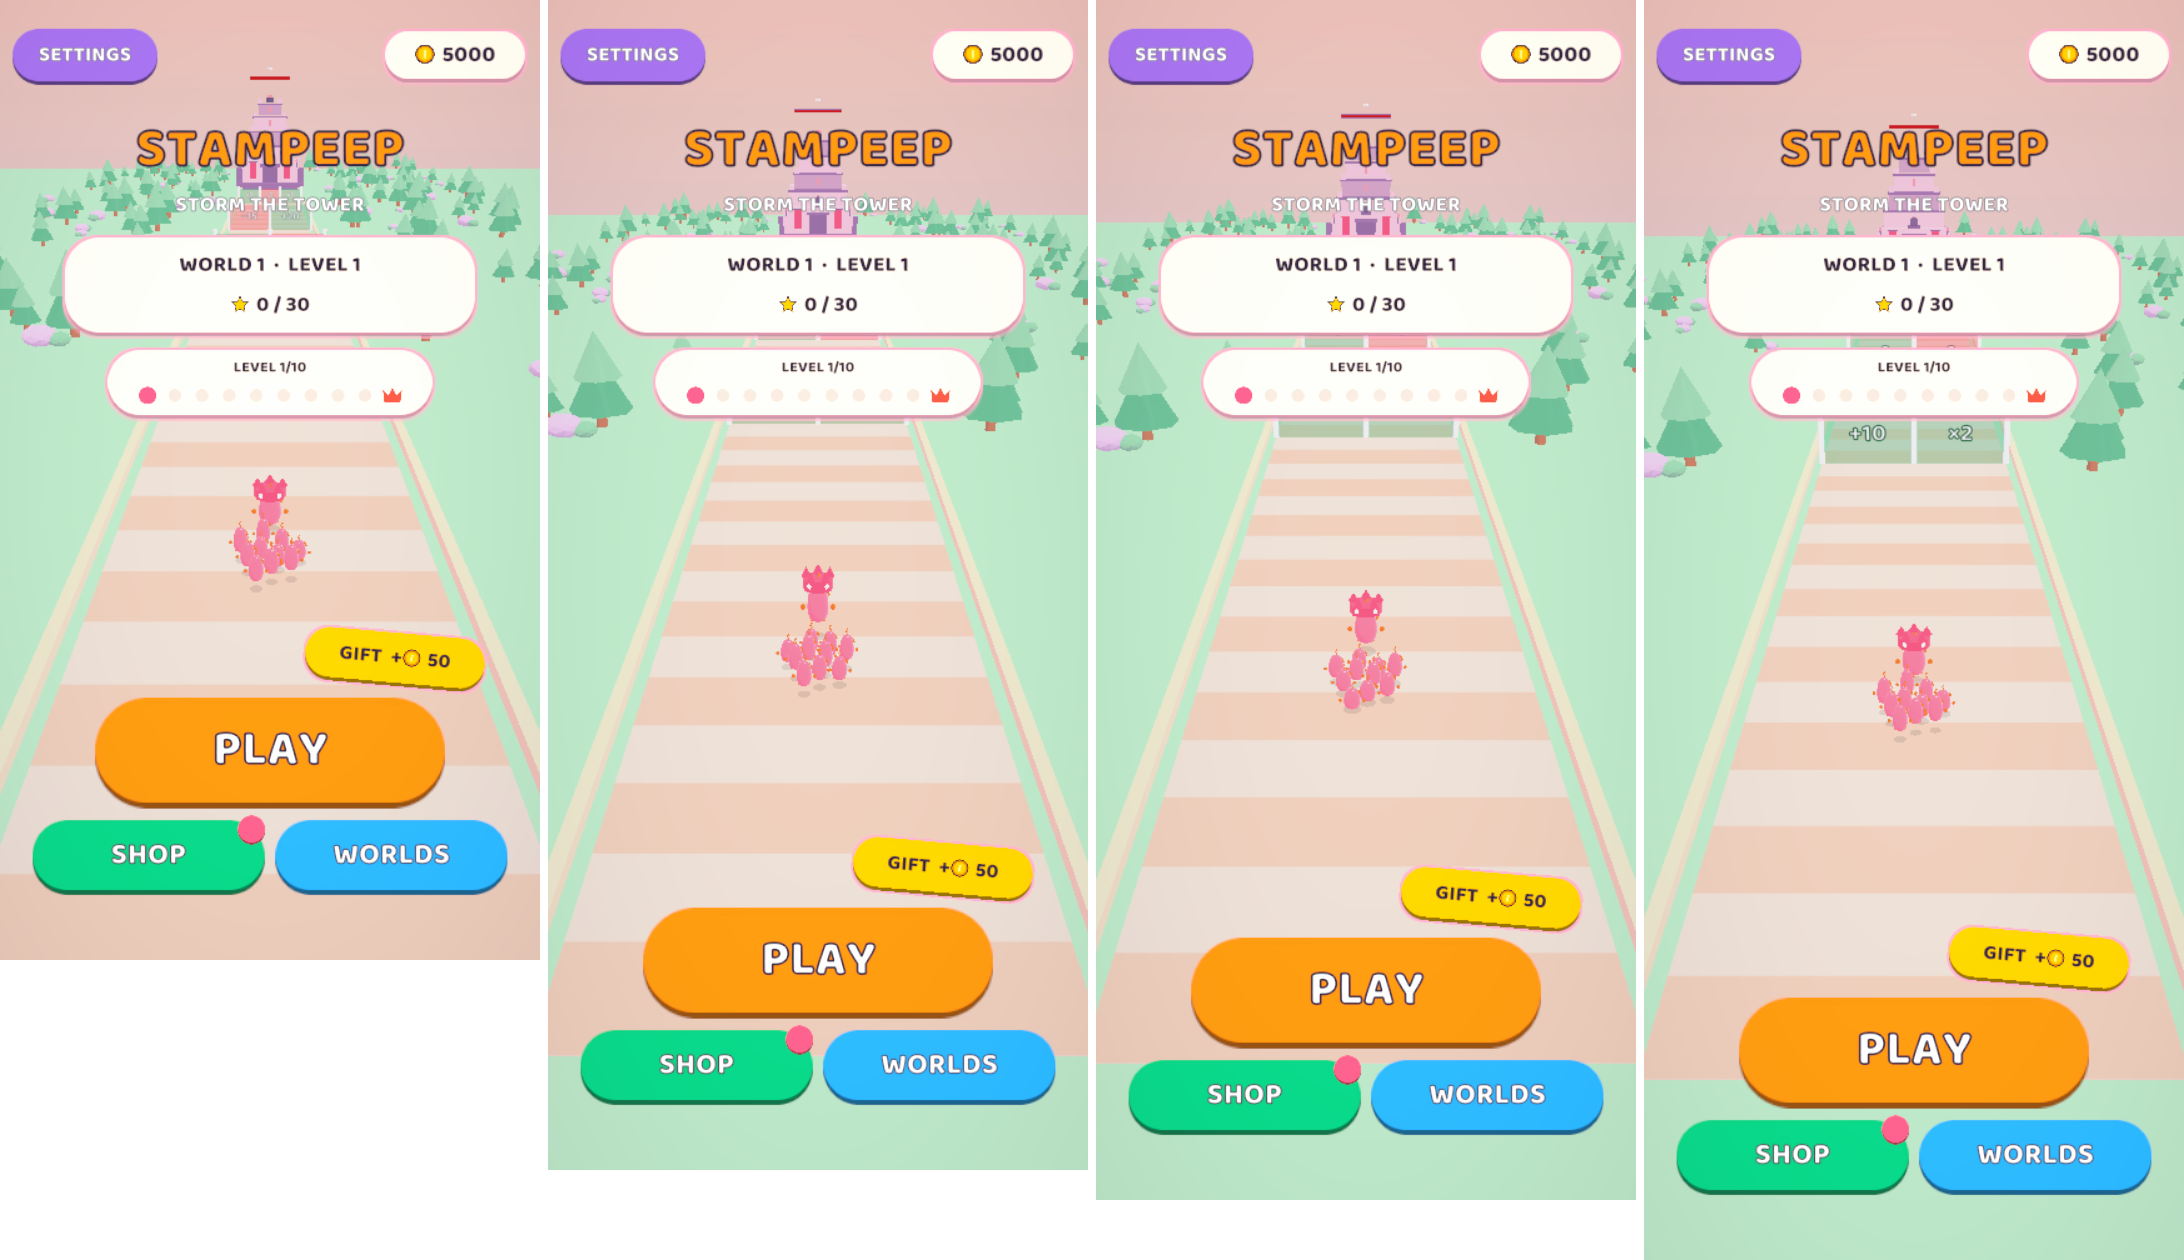 SETTINGS
5000
STAMPEEP
STORM THE TOWER
WORLD 1 · LEVEL 1
0 / 30
LEVEL 1/10
GIFT + 50
PLAY
SHOP
WORLDS
SETTINGS
5000
STAMPEEP
STORM THE TOWER
WORLD 1 · LEVEL 1
0 / 30
LEVEL 1/10
GIFT + 50
PLAY
SHOP
WORLDS
SETTINGS
5000
STAMPEEP
STORM THE TOWER
WORLD 1 · LEVEL 1
0 / 30
LEVEL 1/10
GIFT + 50
PLAY
SHOP
WORLDS
SETTINGS
5000
STAMPEEP
STORM THE TOWER
WORLD 1 · LEVEL 1
0 / 30
LEVEL 1/10
+10 ×2
GIFT + 50
PLAY
SHOP
WORLDS